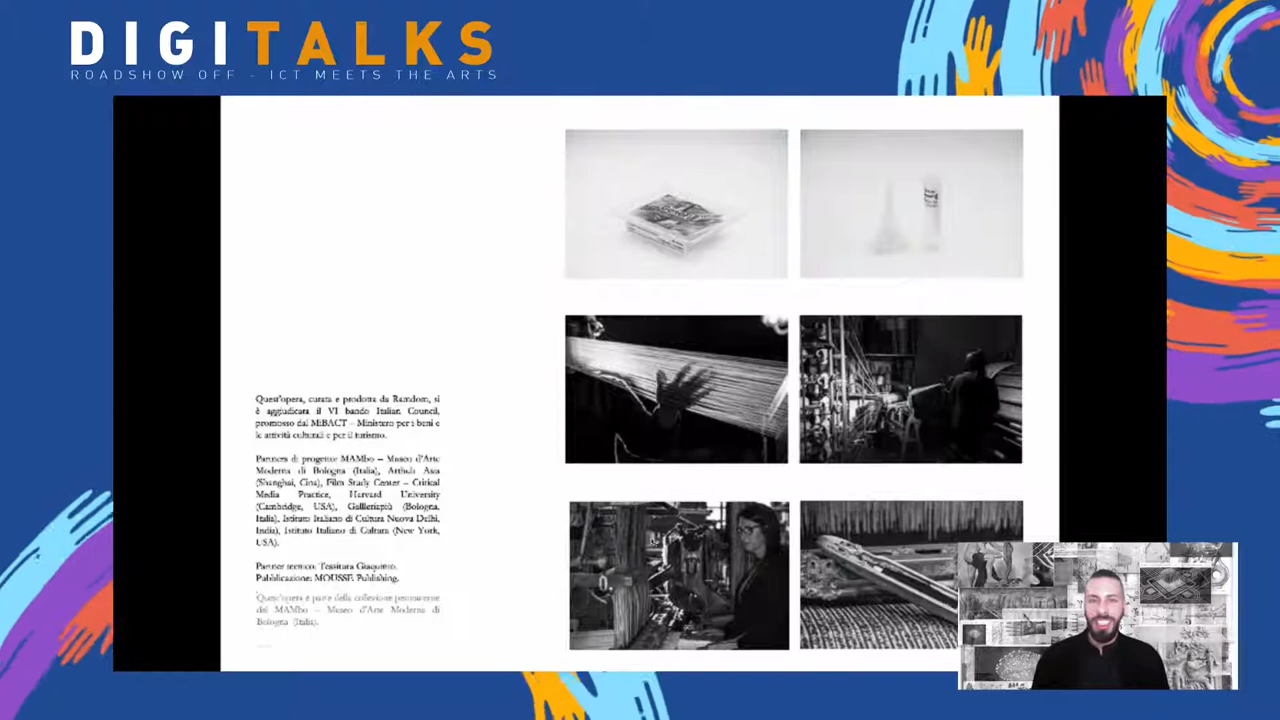 DIGITALKS
ROADSHOW OFF - ICT MEETS THE ARTS
Quest'opera, curata e prodotta da Ramdom, si
è aggiudicata il VI bando Italian Council,
promosso dal MiBACT – Ministero per i beni e
le attività culturali e per il turismo.
Partners di progetto: MAMbo – Museo d'Arte
Moderna di Bologna (Italia), Arthub Asia
(Shanghai, Cina), Film Study Center – Critical
Media Practice, Harvard University
(Cambridge, USA), Gallleriapiù (Bologna,
Italia), Istituto Italiano di Cultura Nuova Delhi,
India), Istituto Italiano di Cultura (New York,
USA).
Partner tecnico: Tessitura Giaquinto.
Pubblicazione: MOUSSE Publishing.
Quest'opera è parte della collezione permanente
del MAMbo – Museo d'Arte Moderna di
Bologna (Italia).